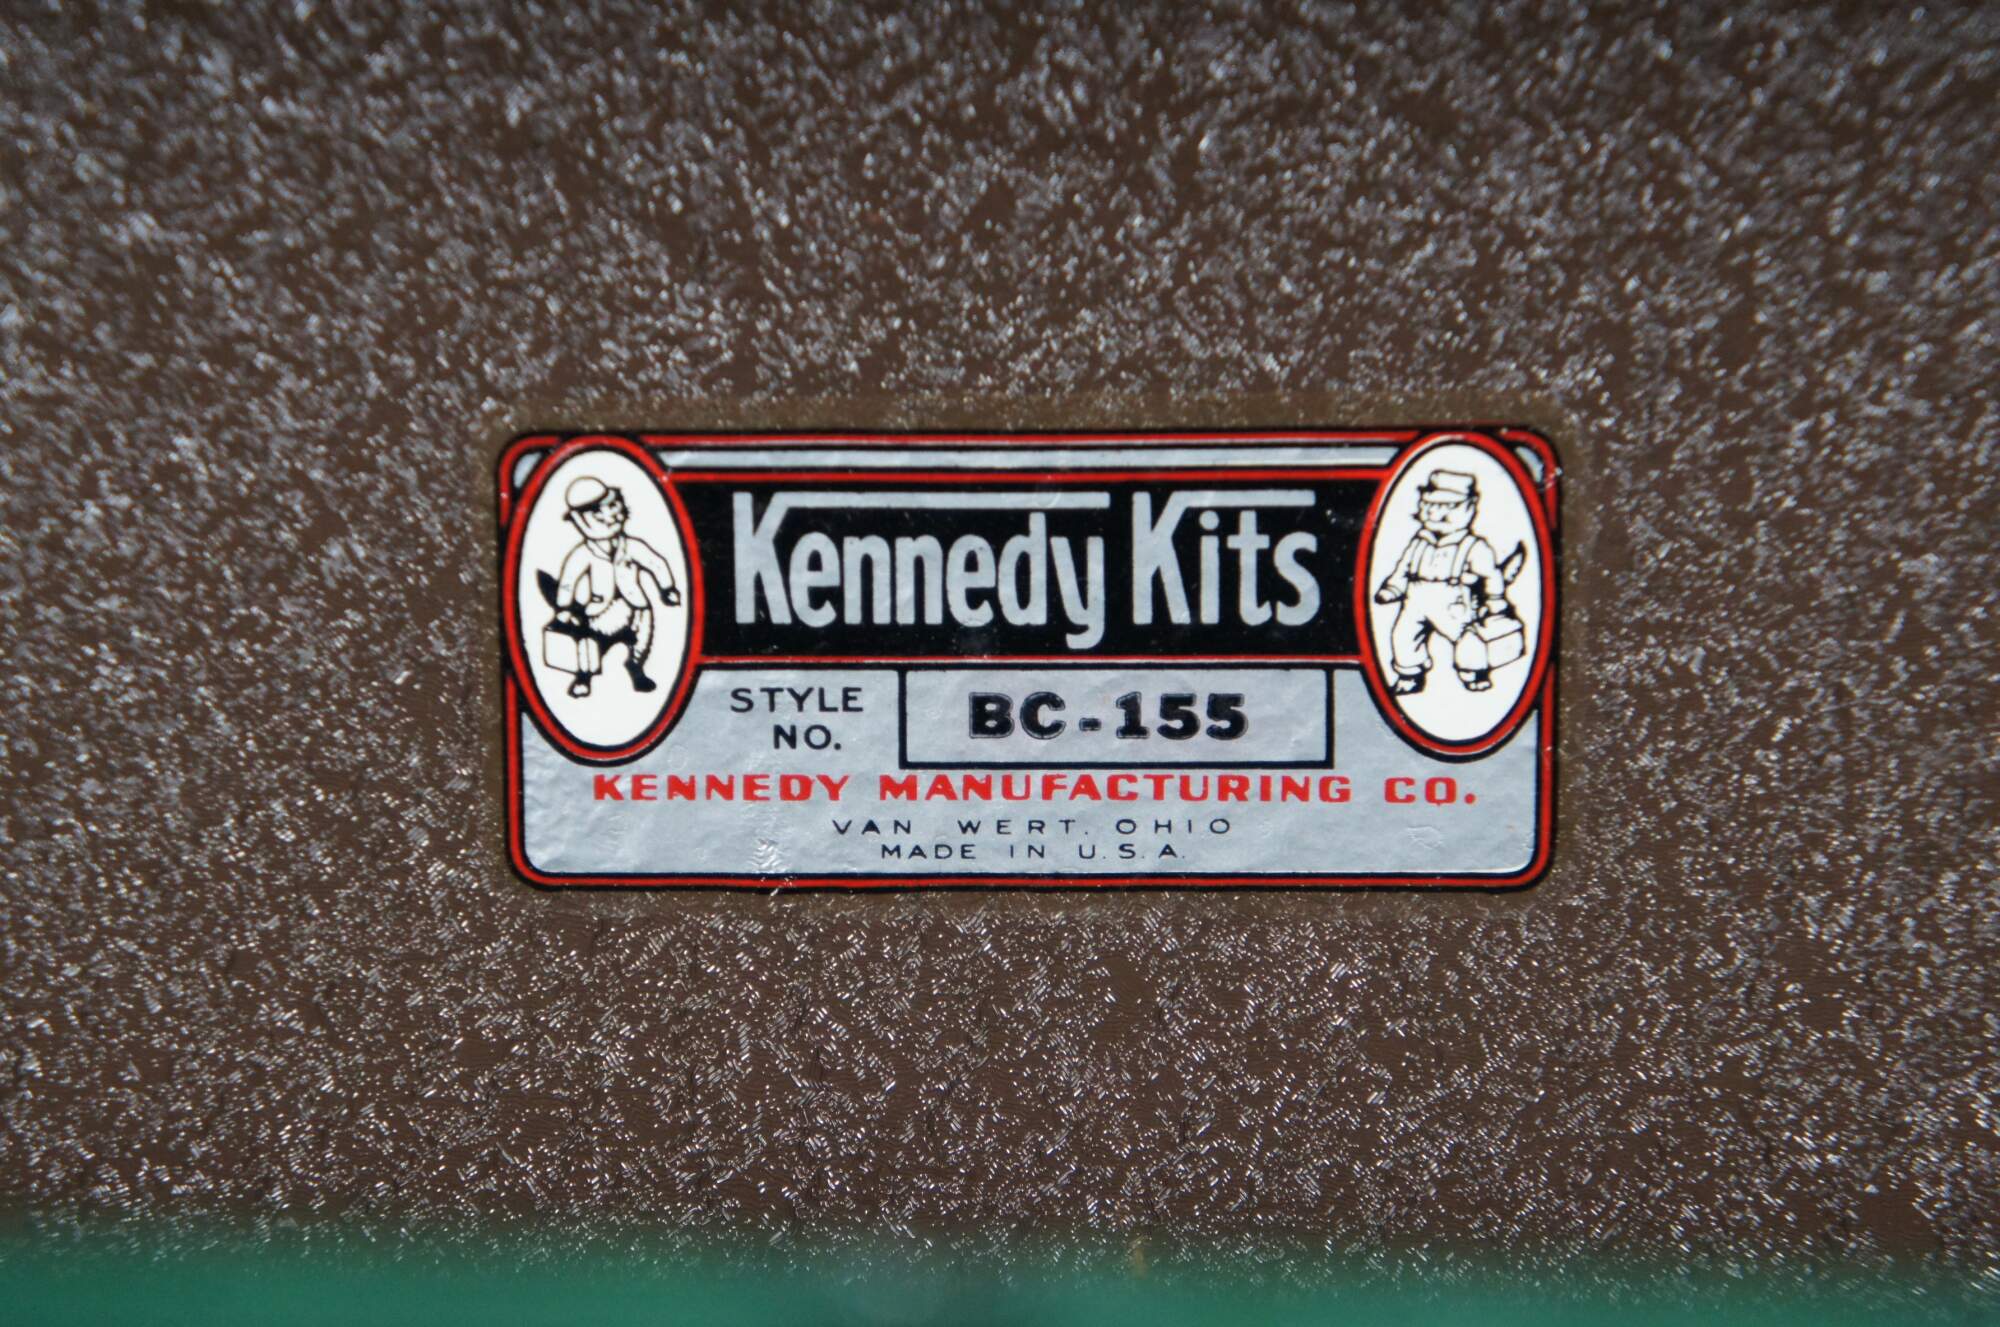 Kennedy Kits
STYLE NO.
BC-155
KENNEDY MANUFACTURING CO.
VAN WERT, OHIO
MADE IN U.S.A.